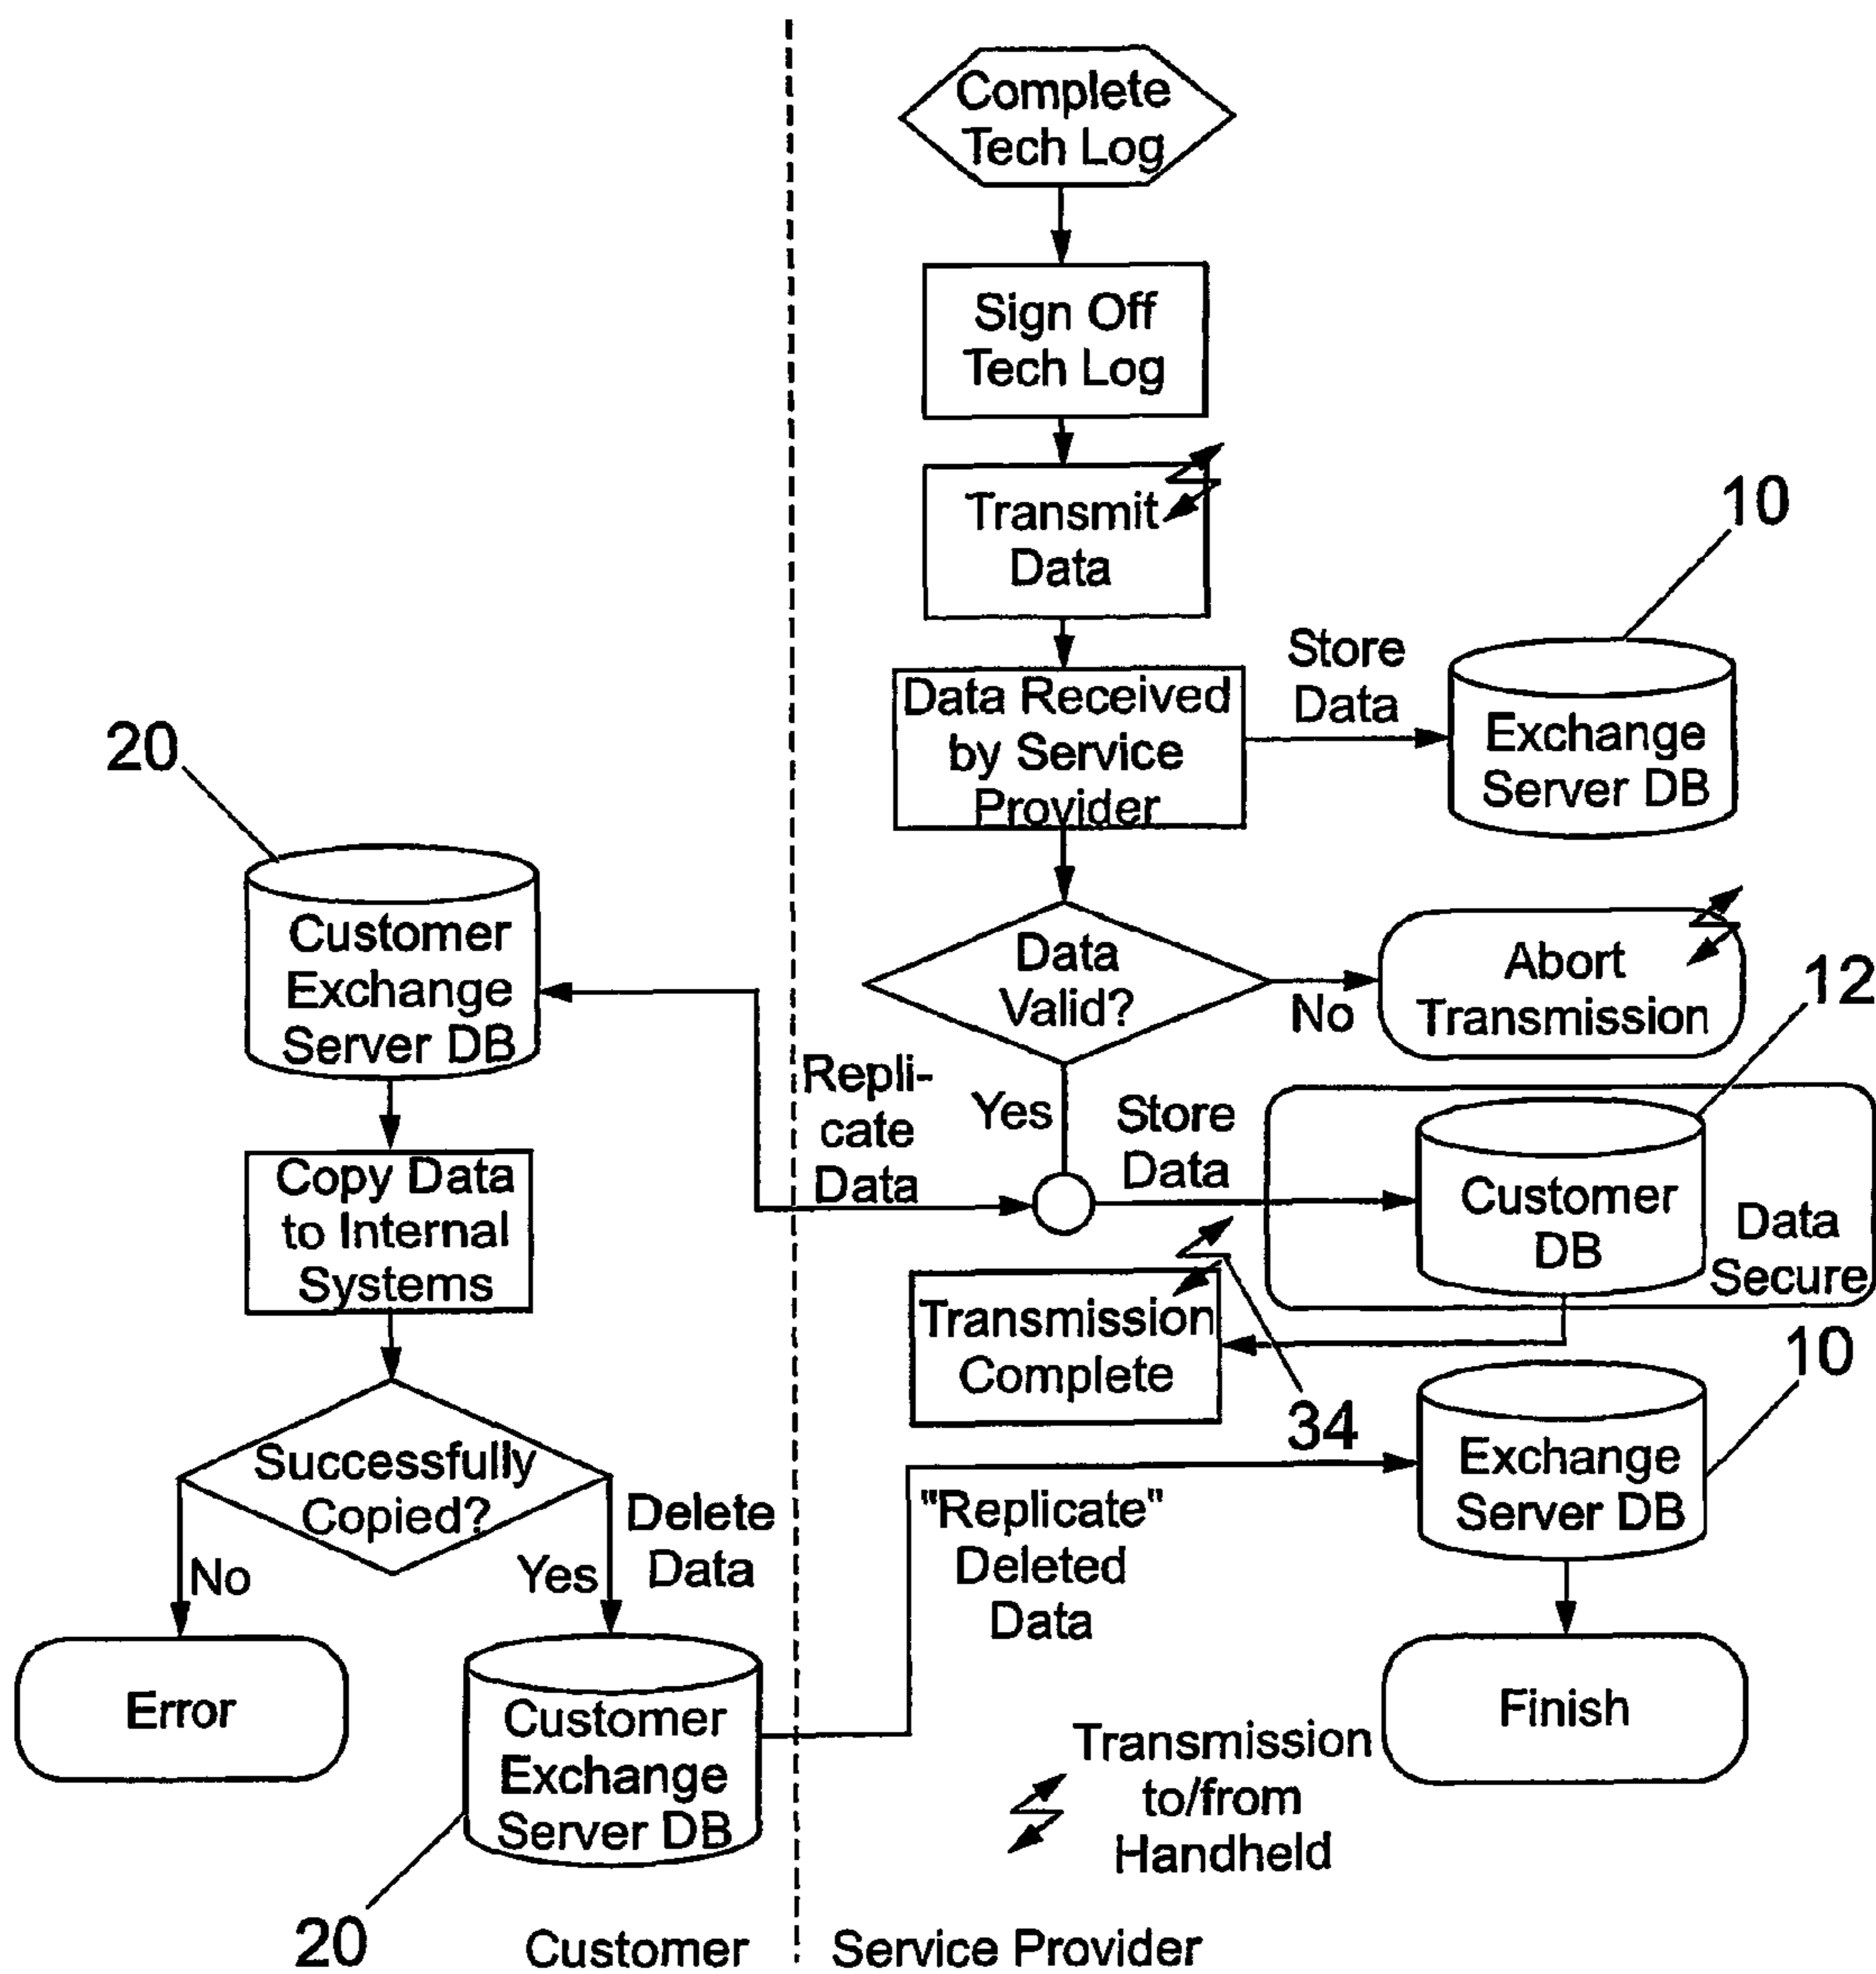 Complete
Tech Log
Sign Off
Tech Log
Transmit
Data
10
Store
Data
Data Received
by Service
Provider
Exchange
Server DB
20
Customer
Exchange
Server DB
Data
Valid?
No
Abort
Transmission
12
Repli-
cate
Data
Yes
Store
Data
Customer
DB
Data
Secure
Copy Data
to Internal
Systems
Transmission
Complete
34
10
Exchange
Server DB
Successfully
Copied?
No
Yes
Delete
Data
"Replicate"
Deleted
Data
Error
Customer
Exchange
Server DB
20
Finish
Transmission
to/from
Handheld
Customer
Service Provider